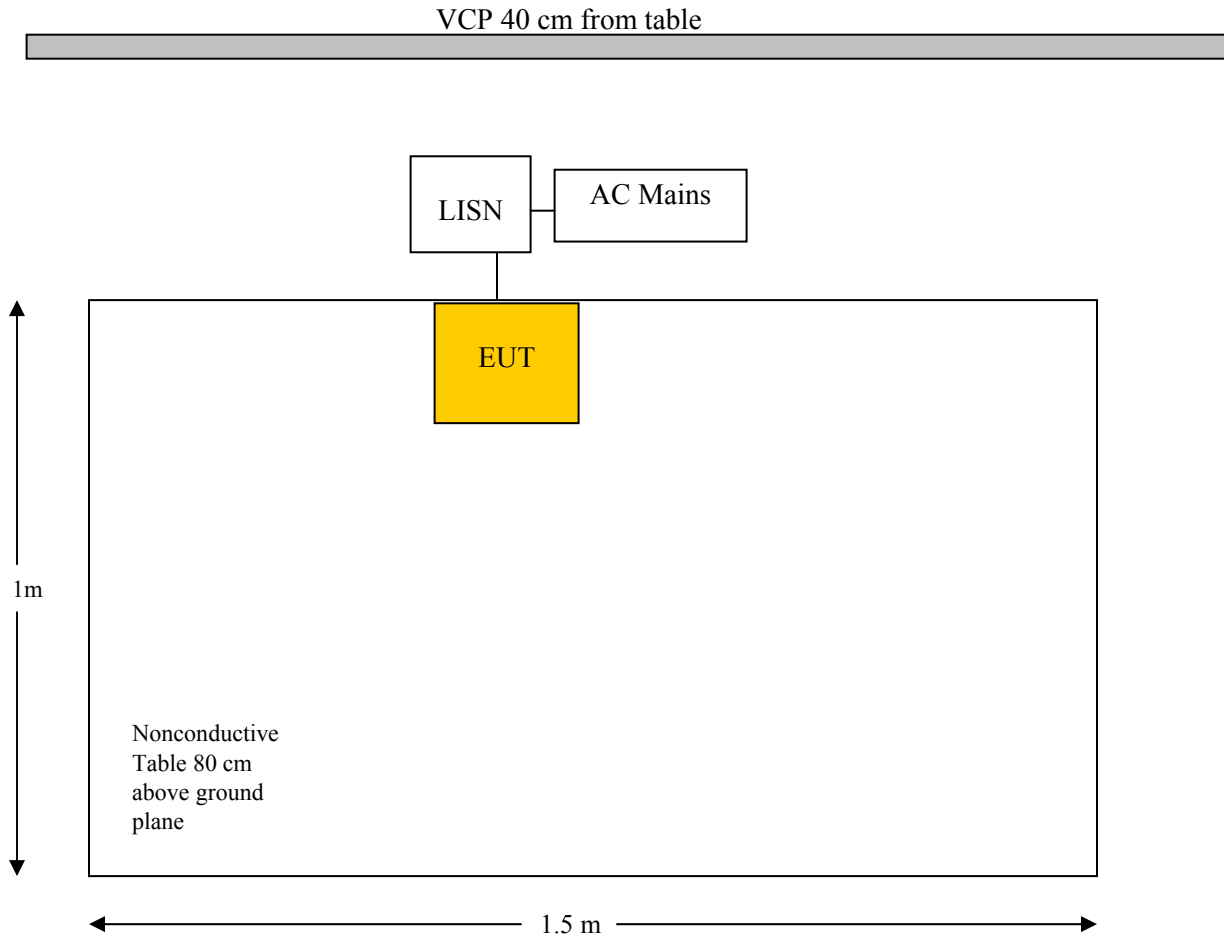 VCP 40 cm from table
LISN
AC Mains
EUT
1m
Nonconductive
Table 80 cm
above ground
plane
1.5 m